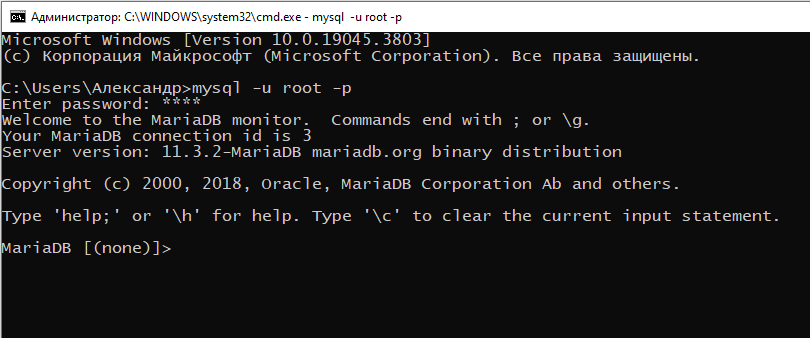 Администратор: C:\WINDOWS\system32\cmd.exe - mysql -u root -p
Microsoft Windows [Version 10.0.19045.3803]
(c) Корпорация Майкрософт (Microsoft Corporation). Все права защищены.
C:\Users\Александр>mysql -u root -p
Enter password: ****
Welcome to the MariaDB monitor.  Commands end with ; or \g.
Your MariaDB connection id is 3
Server version: 11.3.2-MariaDB mariadb.org binary distribution
Copyright (c) 2000, 2018, Oracle, MariaDB Corporation Ab and others.
Type 'help;' or '\h' for help. Type '\c' to clear the current input statement.
MariaDB [(none)]>